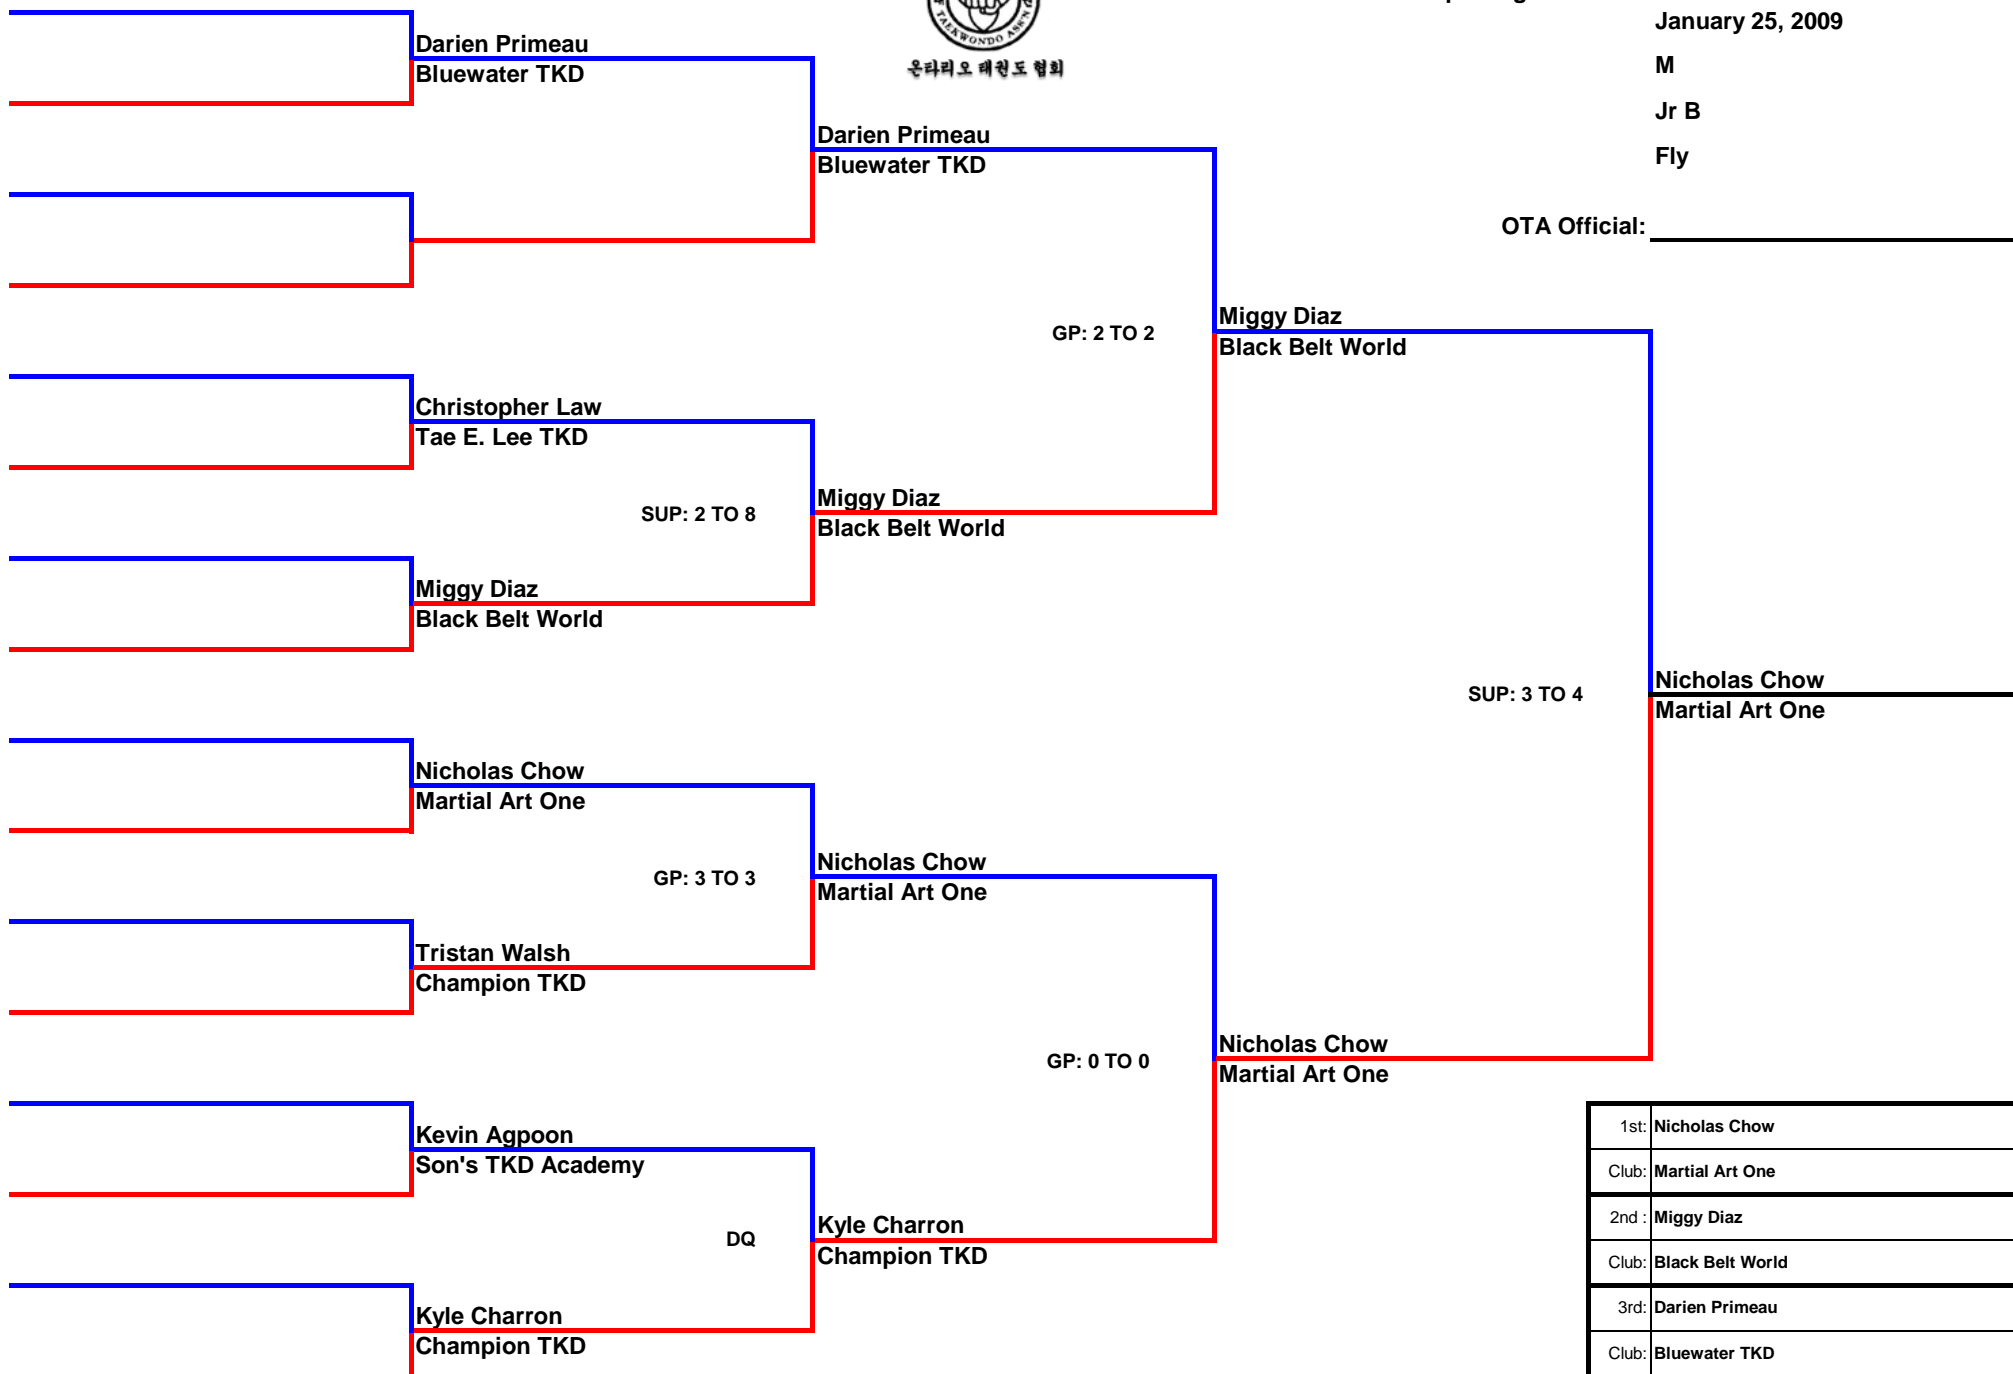 January 25, 2009
M
Jr B
Fly
OTA Official:
TAEKWONDO ASS'N
온타리오 태권도 협회
Darien Primeau
Bluewater TKD
Darien Primeau
Bluewater TKD
GP: 2 TO 2
Miggy Diaz
Black Belt World
Christopher Law
Tae E. Lee TKD
SUP: 2 TO 8
Miggy Diaz
Black Belt World
Miggy Diaz
Black Belt World
SUP: 3 TO 4
Nicholas Chow
Martial Art One
Nicholas Chow
Martial Art One
GP: 3 TO 3
Nicholas Chow
Martial Art One
Tristan Walsh
Champion TKD
GP: 0 TO 0
Nicholas Chow
Martial Art One
Kevin Agpoon
Son's TKD Academy
DQ
Kyle Charron
Champion TKD
Kyle Charron
Champion TKD
1st: Nicholas Chow
Club: Martial Art One
2nd : Miggy Diaz
Club: Black Belt World
3rd: Darien Primeau
Club: Bluewater TKD